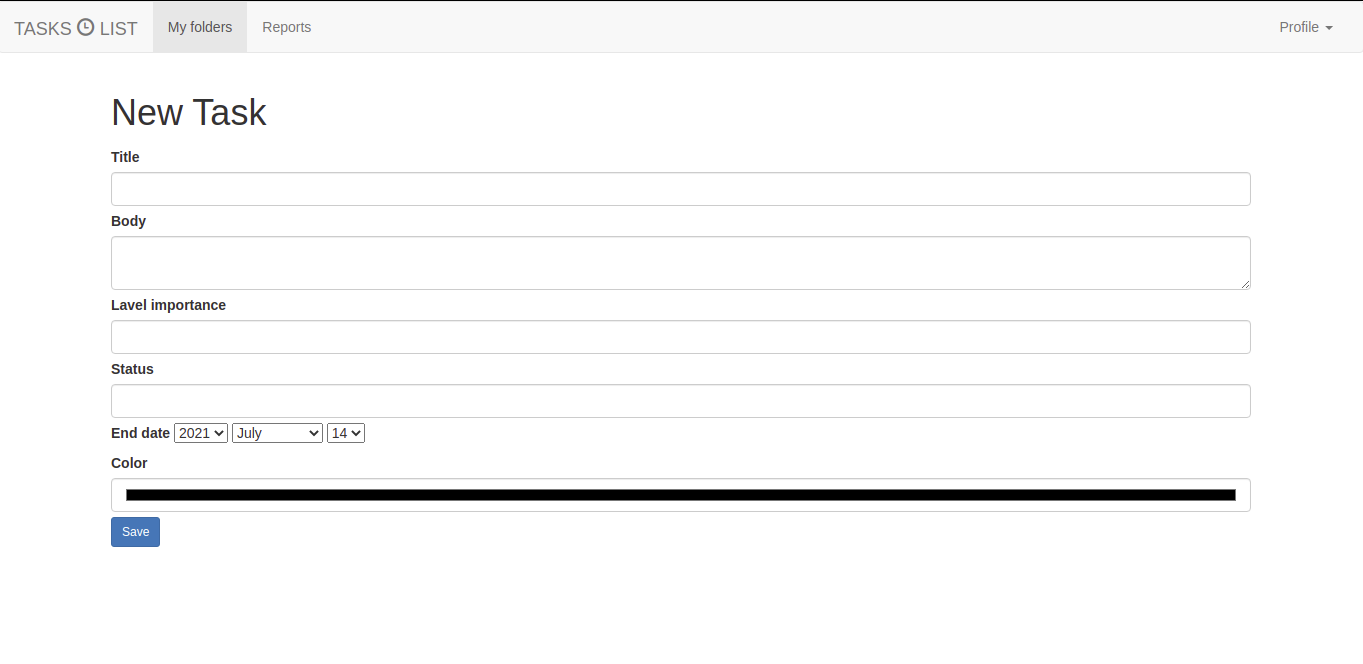 TASKS LIST My folders Reports Profile
New Task
Title
Body
Lavel importance
Status
End date 2021 July 14
Color
Save